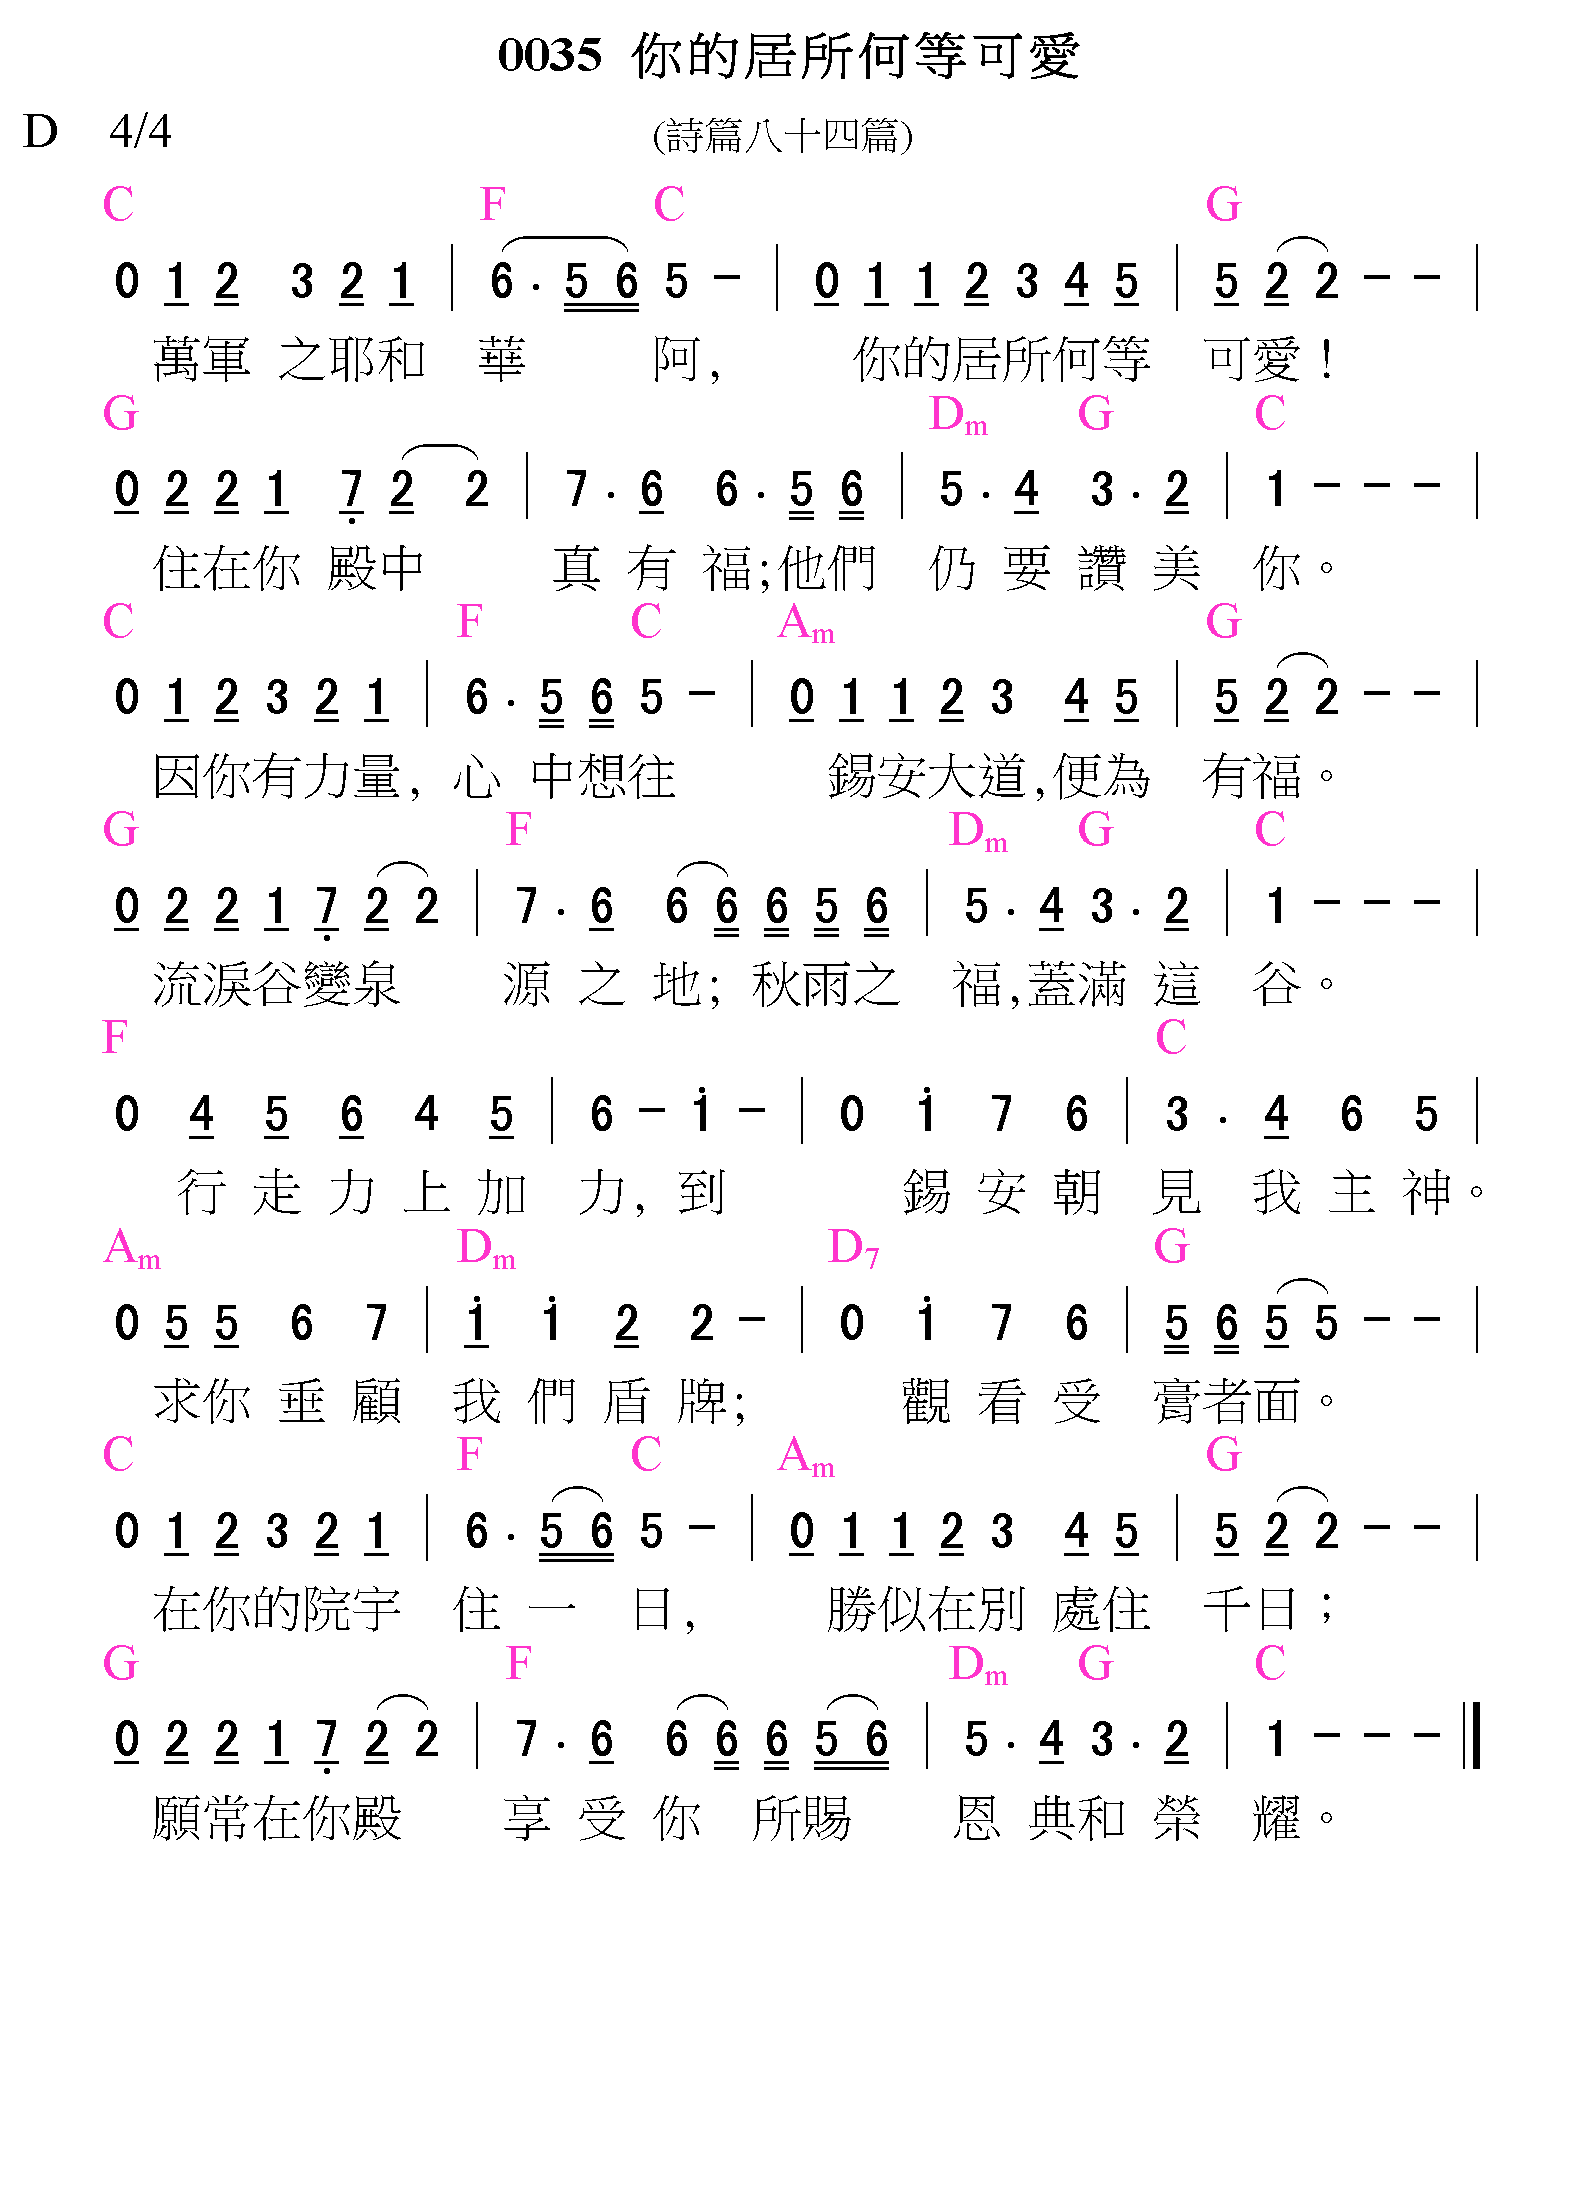 0035 你的居所何等可愛
D 4/4 (詩篇八十四篇)
C F C G
0 1 2 3 2 1 | 6 . 5 6 5 - | 0 1 1 2 3 4 5 | 5 2 2 - - |
萬軍 之耶和 華 阿, 你的居所何等 可愛!
G Dm G C
0 2 2 1 7 2 2 | 7 . 6 6 . 5 6 | 5 . 4 3 . 2 | 1 - - - |
住在你 殿中 真 有 福;他們 仍 要 讚 美 你。
C F C Am G
0 1 2 3 2 1 | 6 . 5 6 5 - | 0 1 1 2 3 4 5 | 5 2 2 - - |
因你有力量, 心 中想往 錫安大道,便為 有福。
G F Dm G C
0 2 2 1 7 2 2 | 7 . 6 6 6 6 5 6 | 5 . 4 3 . 2 | 1 - - - |
流淚谷變泉 源 之 地; 秋雨之 福,蓋滿 這 谷。
F C
0 4 5 6 4 5 | 6 - i - | 0 i 7 6 | 3 . 4 6 5 |
行 走 力 上 加 力, 到 錫 安 朝 見 我 主 神。
Am Dm D7 G
0 5 5 6 7 | i i 2 2 - | 0 i 7 6 | 5 6 5 5 - - |
求你 垂 顧 我 們 盾 牌; 觀 看 受 膏者面。
C F C Am G
0 1 2 3 2 1 | 6 . 5 6 5 - | 0 1 1 2 3 4 5 | 5 2 2 - - |
在你的院宇 住 一 日, 勝似在別 處住 千日;
G F Dm G C
0 2 2 1 7 2 2 | 7 . 6 6 6 6 5 6 | 5 . 4 3 . 2 | 1 - - - ‖
願常在你殿 享 受 你 所賜 恩 典和 榮 耀。